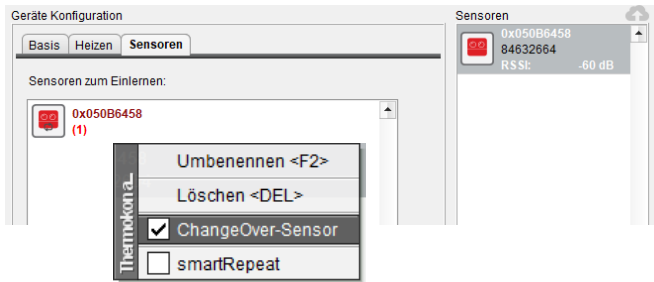 Geräte Konfiguration
Basis Heizen Sensoren
Sensoren zum Einlernen:
0x050B6458
(1)
Thermokon a...
Umbenennen <F2>
Löschen <DEL>
ChangeOver-Sensor
smartRepeat
Sensoren
0x050B6458
84632664
RSSI: -60 dB